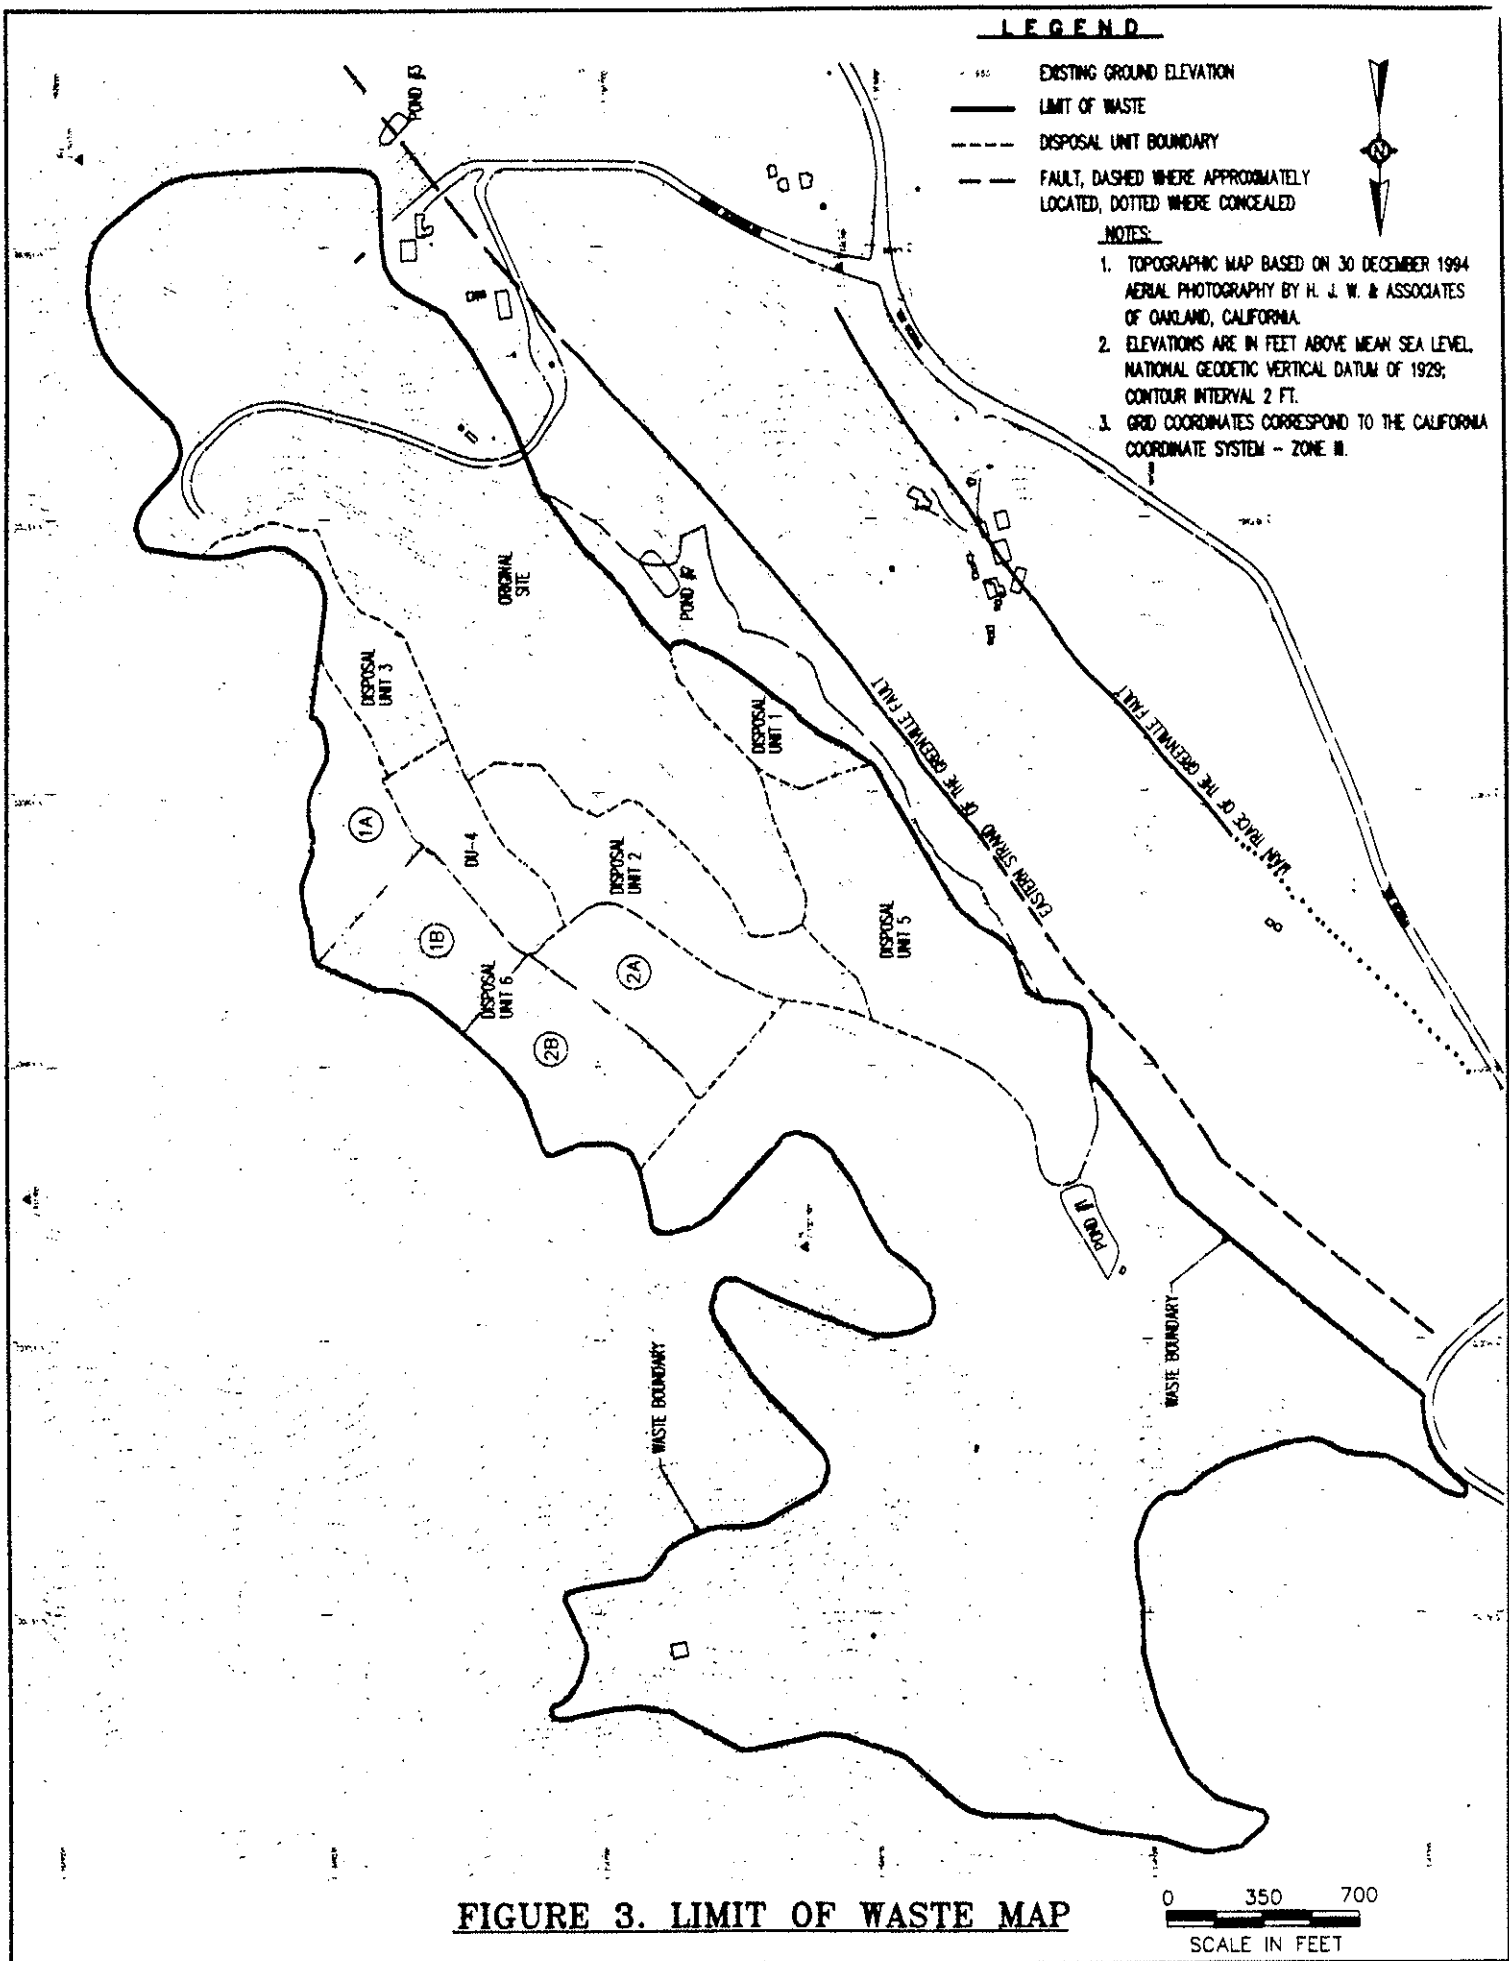 LEGEND
EXISTING GROUND ELEVATION
LIMIT OF WASTE
DISPOSAL UNIT BOUNDARY
FAULT, DASHED WHERE APPROXIMATELY
LOCATED, DOTTED WHERE CONCEALED
N
NOTES:
1. TOPOGRAPHIC MAP BASED ON 30 DECEMBER 1994
AERIAL PHOTOGRAPHY BY H. J. W. & ASSOCIATES
OF OAKLAND, CALIFORNIA.
2. ELEVATIONS ARE IN FEET ABOVE MEAN SEA LEVEL,
NATIONAL GEODETIC VERTICAL DATUM OF 1929;
CONTOUR INTERVAL 2 FT.
3. GRID COORDINATES CORRESPOND TO THE CALIFORNIA
COORDINATE SYSTEM - ZONE III.
POND #3
ORIGINAL
SITE
POND #2
DISPOSAL
UNIT 3
DISPOSAL
UNIT 1
EASTERN STRAND OF THE GREENVILLE FAULT
MAIN TRACE OF THE GREENVILLE FAULT
1A
DU-4
DISPOSAL
UNIT 2
DISPOSAL
UNIT 5
1B
DISPOSAL
UNIT 6
2A
2B
POND #1
WASTE BOUNDARY
WASTE BOUNDARY
FIGURE 3. LIMIT OF WASTE MAP
0 350 700
SCALE IN FEET